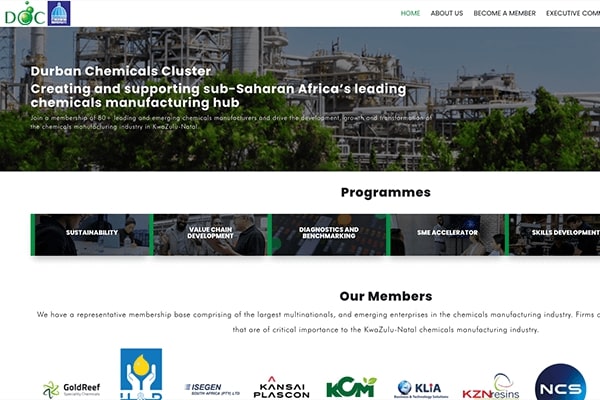 DCC
HOME ABOUT US BECOME A MEMBER EXECUTIVE COMM
Durban Chemicals Cluster
Creating and supporting sub-Saharan Africa's leading
chemicals manufacturing hub
Join a membership of 80+ leading and emerging chemicals manufacturers and drive the development, growth and transformation of
the chemicals manufacturing industry in KwaZulu-Natal.
Programmes
SUSTAINABILITY
VALUE CHAIN
DEVELOPMENT
DIAGNOSTICS AND
BENCHMARKING
SME ACCELERATOR
SKILLS DEVELOPMENT
Our Members
We have a representative membership base comprising of the largest multinationals, and emerging enterprises in the chemicals manufacturing industry. Firms
that are of critical importance to the KwaZulu-Natal chemicals manufacturing industry.
GoldReef
Specialty Chemicals
ISEGEN
SOUTH AFRICA (PTY) LTD
KANSAI
PLASCON
KCM
KLiA
Business & Technology Solutions
KZNresins
NCS